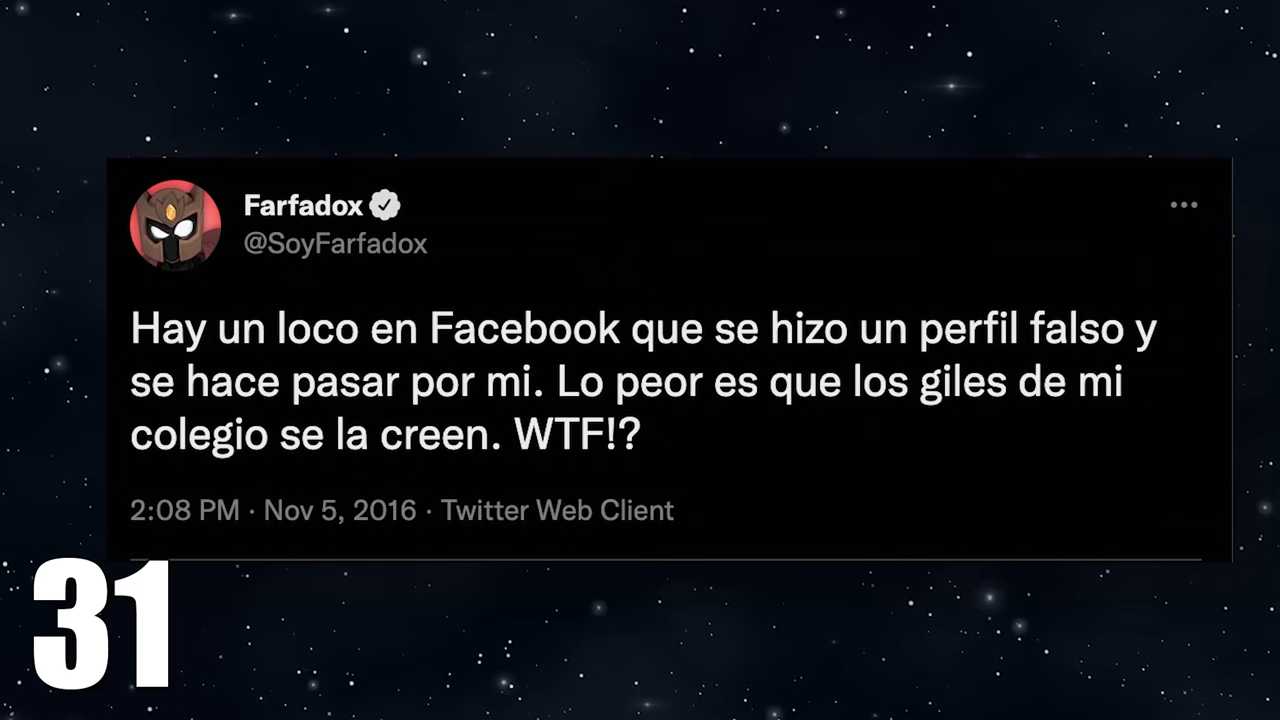 Farfadox
@SoyFarfadox
Hay un loco en Facebook que se hizo un perfil falso y
se hace pasar por mi. Lo peor es que los giles de mi
colegio se la creen. WTF!?
2:08 PM · Nov 5, 2016 · Twitter Web Client
31